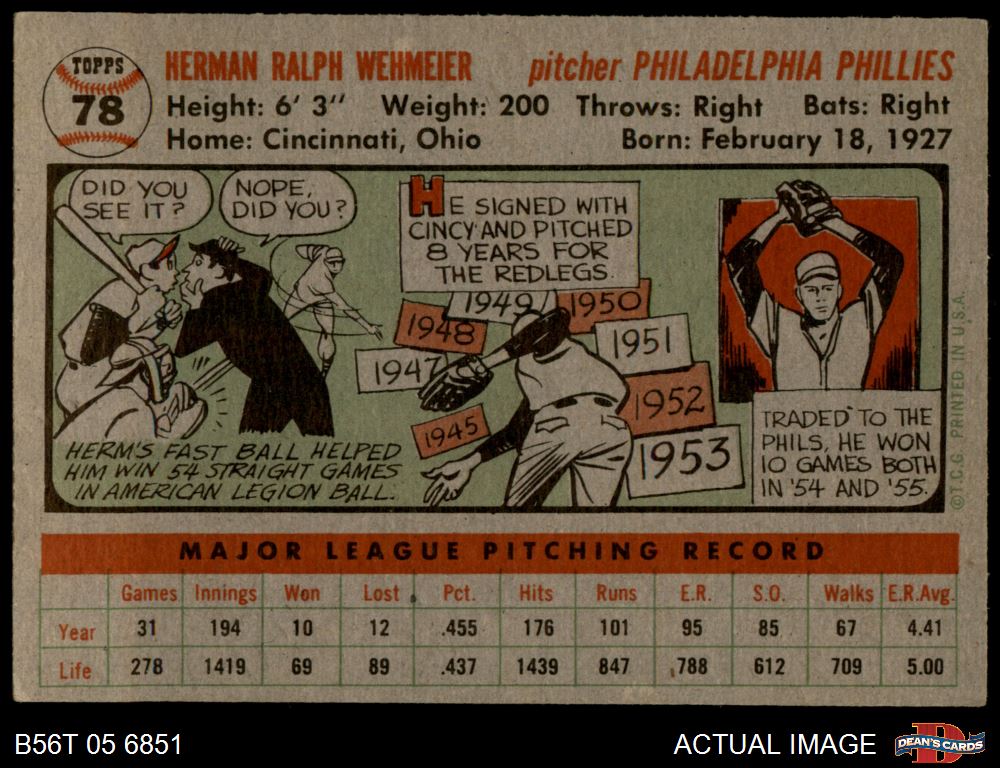 TOPPS
78
HERMAN RALPH WEHMEIER pitcher PHILADELPHIA PHILLIES
Height: 6' 3" Weight: 200 Throws: Right Bats: Right
Home: Cincinnati, Ohio Born: February 18, 1927
DID YOU
SEE IT?
NOPE,
DID YOU?
HERM'S FAST BALL HELPED
HIM WIN 54 STRAIGHT GAMES
IN AMERICAN LEGION BALL.
HE SIGNED WITH
CINCY AND PITCHED
8 YEARS FOR
THE REDLEGS.
1945
1947
1948
1949
1950
1951
1952
1953
TRADED TO THE
PHILS, HE WON
10 GAMES BOTH
IN '54 AND '55.
© T.C.G. PRINTED IN U.S.A.
MAJOR LEAGUE PITCHING RECORD
Games Innings Won Lost Pct. Hits Runs E.R. S.O. Walks E.R.Avg.
Year 31 194 10 12 .455 176 101 95 85 67 4.41
Life 278 1419 69 89 .437 1439 847 788 612 709 5.00
B56T 05 6851
ACTUAL IMAGE
DEAN'S CARDS